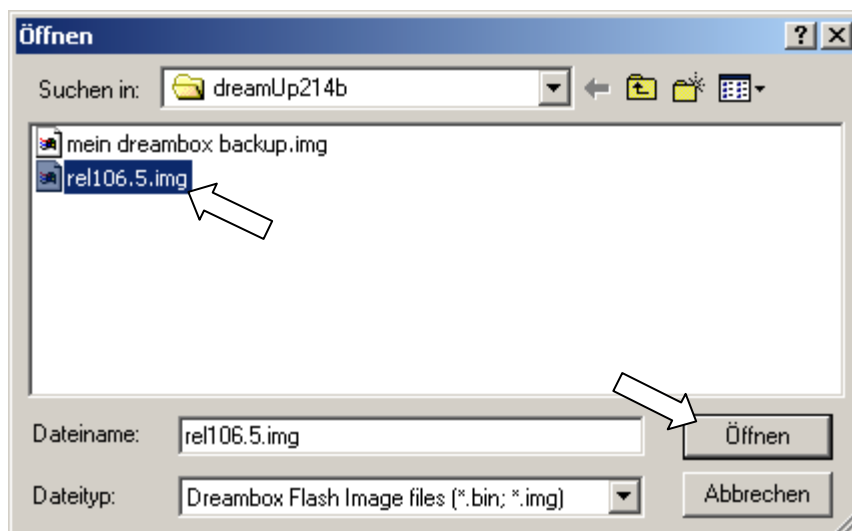 Öffnen
Suchen in: dreamUp214b
mein dreambox backup.img
rel106.5.img
Dateiname: rel106.5.img Öffnen
Dateityp: Dreambox Flash Image files (*.bin; *.img) Abbrechen